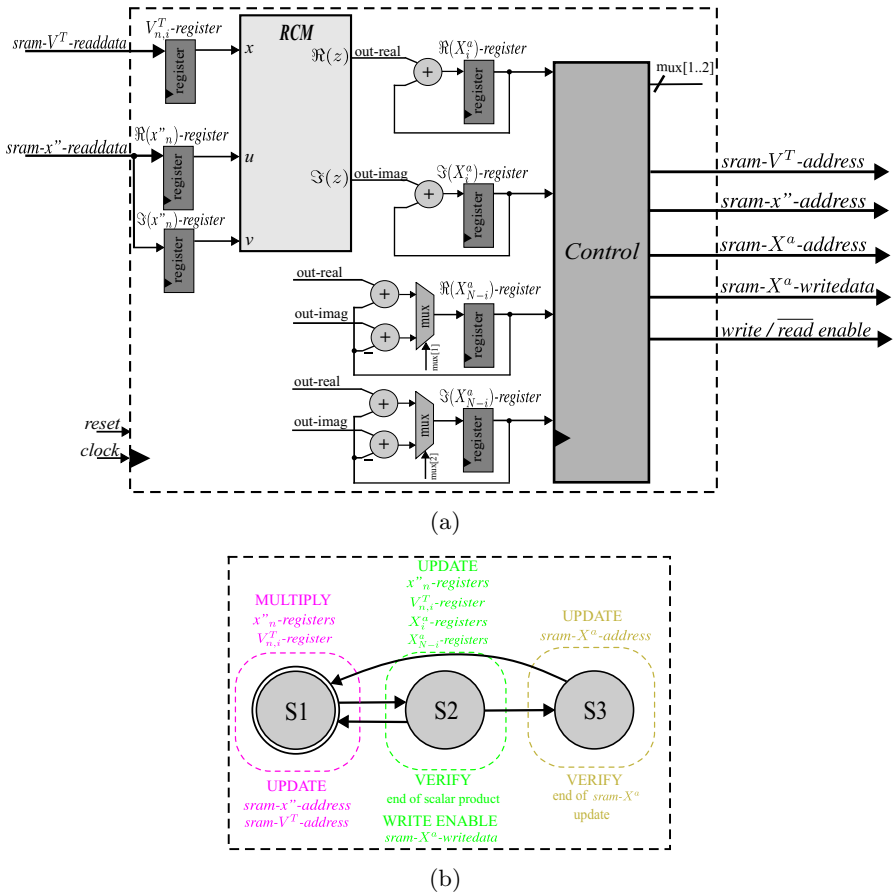 V^T_{n,i}-register
RCM
sram-V^T-readdata
register
x
ℜ(z)
out-real
+
ℜ(X^a_i)-register
register
mux[1..2]
sram-x”-readdata
ℜ(x”_n)-register
register
u
ℑ(x”_n)-register
register
v
ℑ(z)
out-imag
+
ℑ(X^a_i)-register
register
Control
sram-V^T-address
sram-x”-address
sram-X^a-address
sram-X^a-writedata
write / \overline{read} enable
out-real
+
out-imag
+
−
mux
mux[1]
ℜ(X^a_{N−i})-register
register
out-real
+
out-imag
+
−
mux
mux[2]
ℑ(X^a_{N−i})-register
register
reset
clock
(a)
MULTIPLY
x”_n-registers
V^T_{n,i}-register
S1
UPDATE
sram-x”-address
sram-V^T-address
UPDATE
x”_n-registers
V^T_{n,i}-register
X^a_i-registers
X^a_{N−i}-registers
S2
VERIFY
end of scalar product
WRITE ENABLE
sram-X^a-writedata
UPDATE
sram-X^a-address
S3
VERIFY
end of sram-X^a
update
(b)